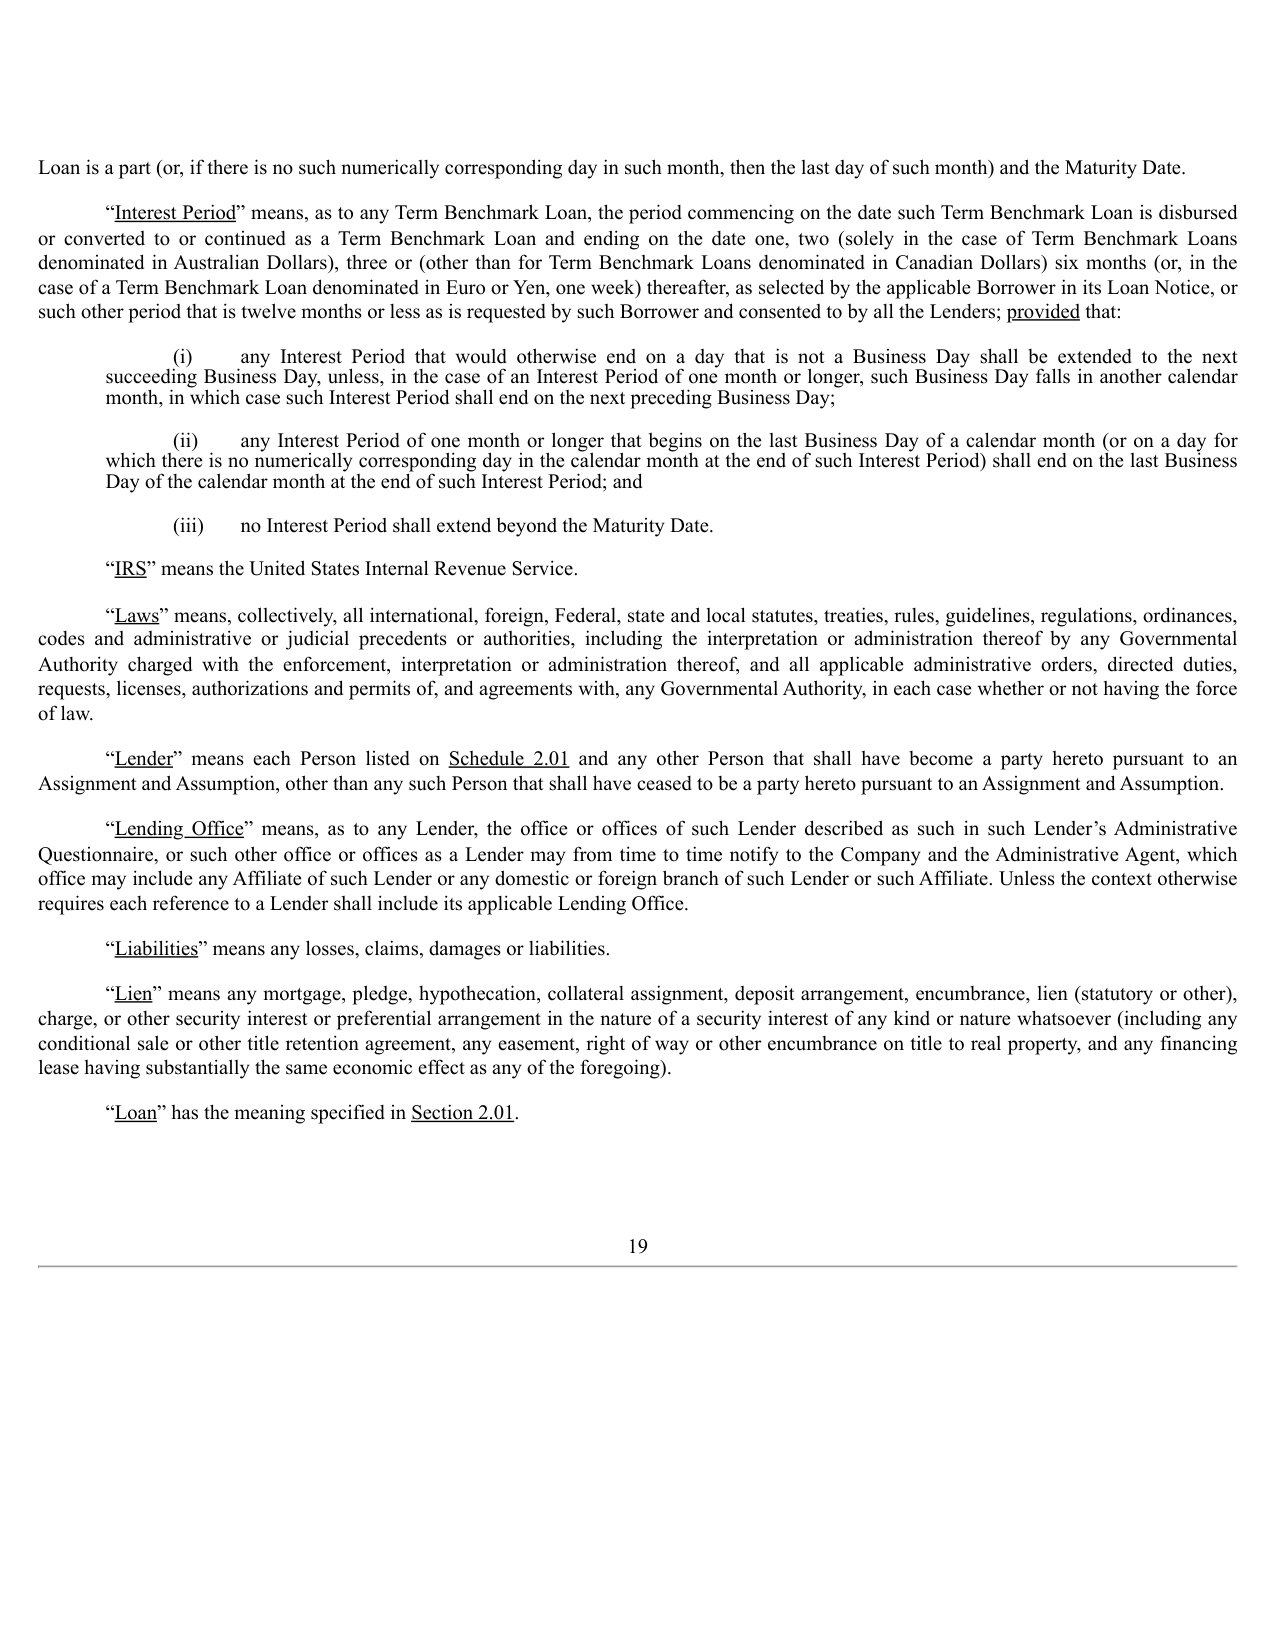 Loan is a part (or, if there is no such numerically corresponding day in such month, then the last day of such month) and the Maturity Date.
“Interest Period” means, as to any Term Benchmark Loan, the period commencing on the date such Term Benchmark Loan is disbursed
or converted to or continued as a Term Benchmark Loan and ending on the date one, two (solely in the case of Term Benchmark Loans
denominated in Australian Dollars), three or (other than for Term Benchmark Loans denominated in Canadian Dollars) six months (or, in the
case of a Term Benchmark Loan denominated in Euro or Yen, one week) thereafter, as selected by the applicable Borrower in its Loan Notice, or
such other period that is twelve months or less as is requested by such Borrower and consented to by all the Lenders; provided that:
(i) any Interest Period that would otherwise end on a day that is not a Business Day shall be extended to the next
succeeding Business Day, unless, in the case of an Interest Period of one month or longer, such Business Day falls in another calendar
month, in which case such Interest Period shall end on the next preceding Business Day;
(ii) any Interest Period of one month or longer that begins on the last Business Day of a calendar month (or on a day for
which there is no numerically corresponding day in the calendar month at the end of such Interest Period) shall end on the last Business
Day of the calendar month at the end of such Interest Period; and
(iii) no Interest Period shall extend beyond the Maturity Date.
“IRS” means the United States Internal Revenue Service.
“Laws” means, collectively, all international, foreign, Federal, state and local statutes, treaties, rules, guidelines, regulations, ordinances,
codes and administrative or judicial precedents or authorities, including the interpretation or administration thereof by any Governmental
Authority charged with the enforcement, interpretation or administration thereof, and all applicable administrative orders, directed duties,
requests, licenses, authorizations and permits of, and agreements with, any Governmental Authority, in each case whether or not having the force
of law.
“Lender” means each Person listed on Schedule 2.01 and any other Person that shall have become a party hereto pursuant to an
Assignment and Assumption, other than any such Person that shall have ceased to be a party hereto pursuant to an Assignment and Assumption.
“Lending Office” means, as to any Lender, the office or offices of such Lender described as such in such Lender’s Administrative
Questionnaire, or such other office or offices as a Lender may from time to time notify to the Company and the Administrative Agent, which
office may include any Affiliate of such Lender or any domestic or foreign branch of such Lender or such Affiliate. Unless the context otherwise
requires each reference to a Lender shall include its applicable Lending Office.
“Liabilities” means any losses, claims, damages or liabilities.
“Lien” means any mortgage, pledge, hypothecation, collateral assignment, deposit arrangement, encumbrance, lien (statutory or other),
charge, or other security interest or preferential arrangement in the nature of a security interest of any kind or nature whatsoever (including any
conditional sale or other title retention agreement, any easement, right of way or other encumbrance on title to real property, and any financing
lease having substantially the same economic effect as any of the foregoing).
“Loan” has the meaning specified in Section 2.01.
19